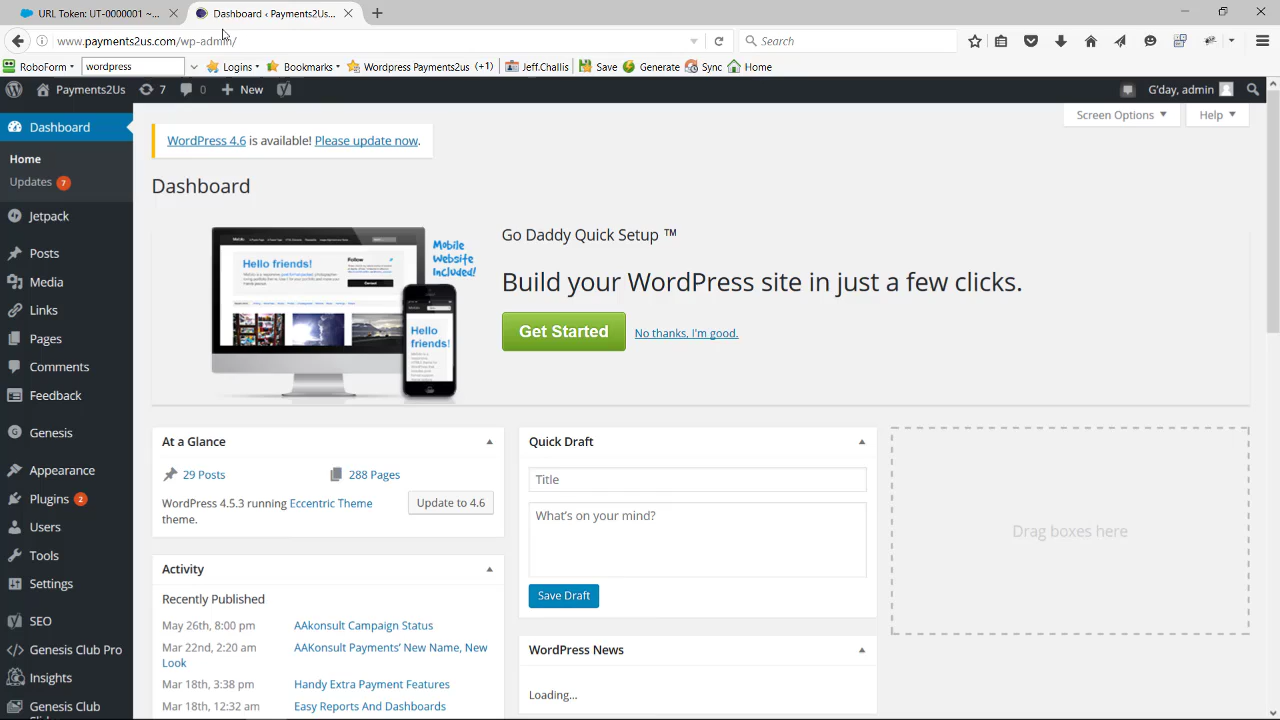 URL_Token - 00D900000012...
Dashboard ‹ Payments2Us — ...
www.payments2us.com/wp-admin/
Search
RoboForm
wordpress
Logins
Bookmarks
Wordpress Payments2us (+1)
Jeff.Challis
Save
Generate
Sync
Home
Payments2Us
7
0
New
G'day, admin
Dashboard
Home
Updates 7
Jetpack
Posts
Media
Links
Pages
Comments
Feedback
Genesis
Appearance
Plugins 2
Users
Tools
Settings
SEO
Genesis Club Pro
Insights
Genesis Club
Screen Options
Help
WordPress 4.6 is available! Please update now.
Dashboard
Mobile
Website
Included!
Hello friends!
Follow
Hello
friends!
Go Daddy Quick Setup ™
Build your WordPress site in just a few clicks.
Get Started
No thanks, I'm good.
At a Glance
29 Posts
288 Pages
WordPress 4.5.3 running Eccentric Theme
theme.
Update to 4.6
Activity
Recently Published
May 26th, 8:00 pm
AAkonsult Campaign Status
Mar 22nd, 2:20 am
AAKonsult Payments' New Name, New
Look
Mar 18th, 3:38 pm
Handy Extra Payment Features
Mar 18th, 12:32 am
Easy Reports And Dashboards
Quick Draft
Title
What's on your mind?
Save Draft
WordPress News
Loading...
Drag boxes here